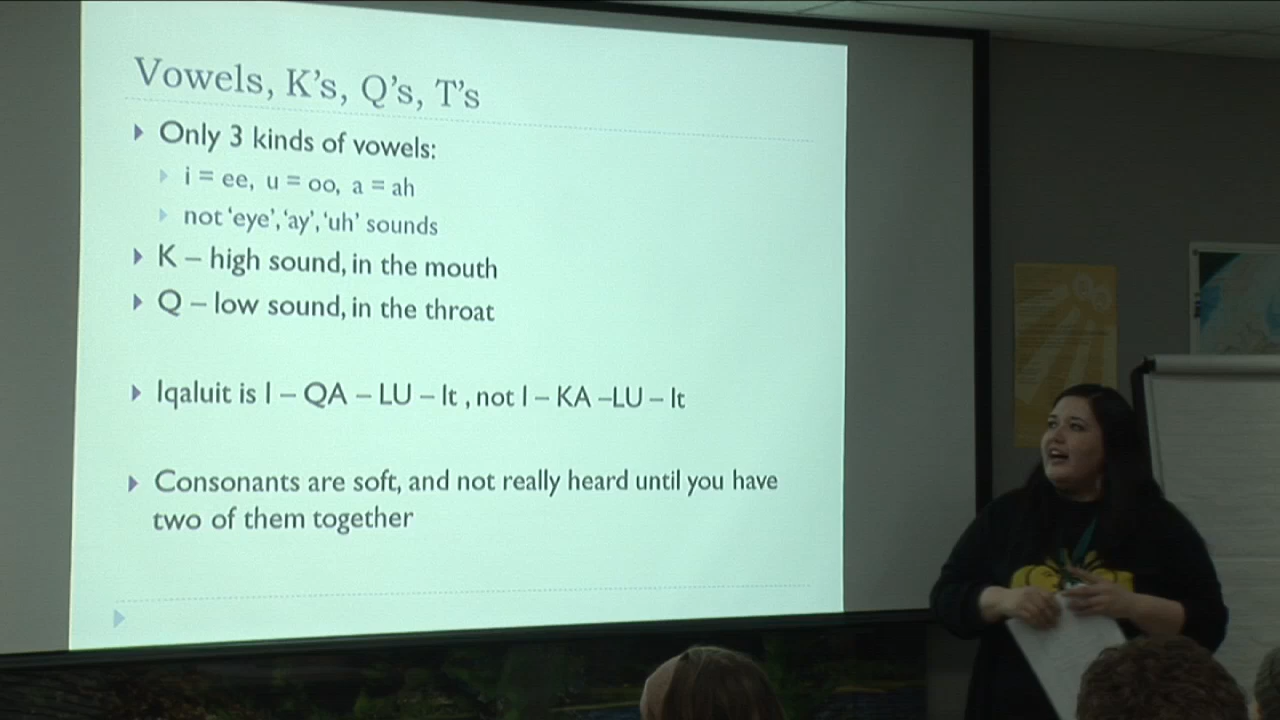 Vowels, K's, Q's, T's
Only 3 kinds of vowels:
i = ee, u = oo, a = ah
not 'eye', 'ay', 'uh' sounds
K – high sound, in the mouth
Q – low sound, in the throat
Iqaluit is I – QA – LU – It , not I – KA –LU – It
Consonants are soft, and not really heard until you have
two of them together